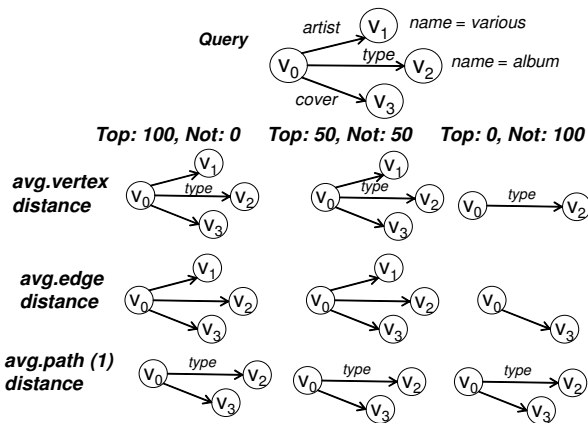 Query
artist
V1
name = various
V0
type
V2
name = album
cover
V3
Top: 100, Not: 0 Top: 50, Not: 50 Top: 0, Not: 100
avg.vertex
distance
V1
V0
type
V2
V3
V1
V0
type
V2
V3
V0
type
V2
avg.edge
distance
V1
V0
V2
V3
V1
V0
V2
V3
V0
V3
avg.path (1)
distance
V0
type
V2
V3
V0
type
V2
V3
V0
type
V2
V3